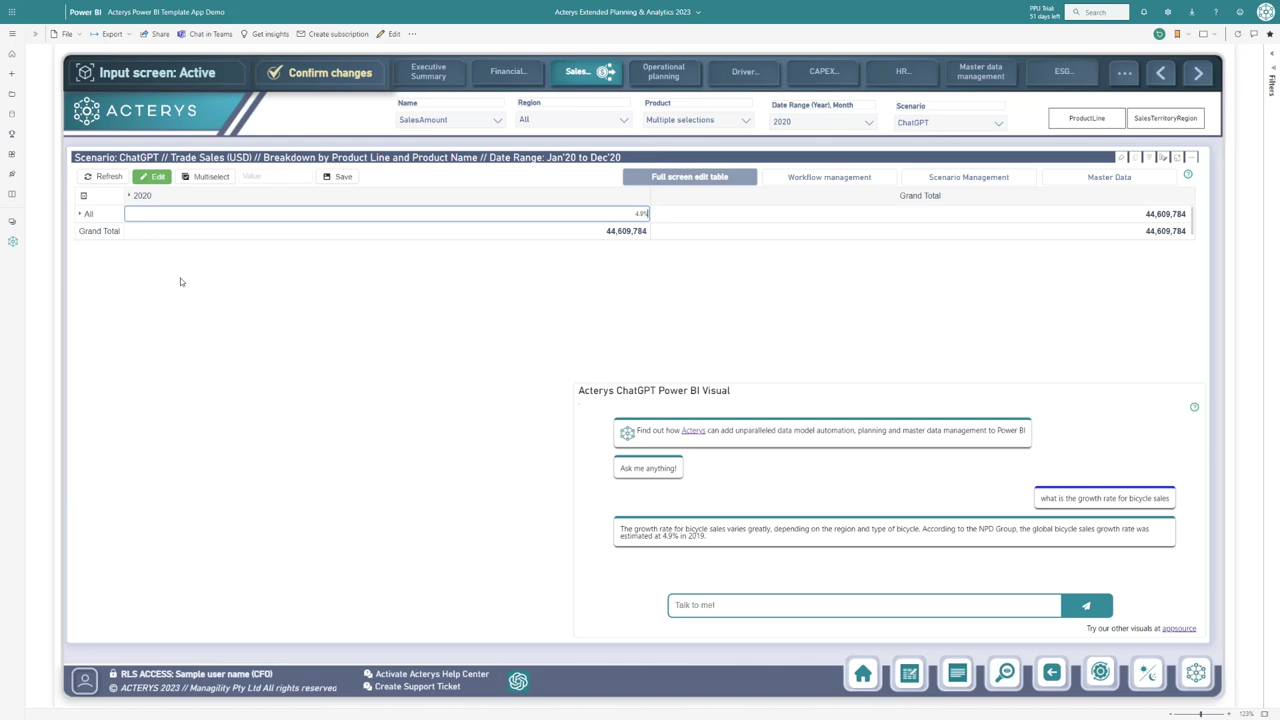 Power BI Acterys Power BI Template App Demo
Acterys Extended Planning & Analytics 2023
PPU Trial:
51 days left
Search
File
Export
Share
Chat in Teams
Get insights
Create subscription
Edit
Filters
Input screen: Active
Confirm changes
Executive
Summary
Financial...
Sales...
Operational
planning
Driver...
CAPEX...
HR...
Master data
management
ESG...
ACTERYS
Name
SalesAmount
Region
All
Product
Multiple selections
Date Range (Year), Month
2020
Scenario
ChatGPT
ProductLine
SalesTerritoryRegion
Scenario: ChatGPT // Trade Sales (USD) // Breakdown by Product Line and Product Name // Date Range: Jan'20 to Dec'20
Refresh
Edit
Multiselect
Value
Save
Full screen edit table
Workflow management
Scenario Management
Master Data
2020
Grand Total
All
4.9%
44,609,784
Grand Total
44,609,784
44,609,784
Acterys ChatGPT Power BI Visual
Find out how Acterys can add unparalleled data model automation, planning and master data management to Power BI
Ask me anything!
what is the growth rate for bicycle sales
The growth rate for bicycle sales varies greatly, depending on the region and type of bicycle. According to the NPD Group, the global bicycle sales growth rate was
estimated at 4.9% in 2019.
Talk to me!
Try our other visuals at appsource
RLS ACCESS: Sample user name (CFO)
© ACTERYS 2023 // Managility Pty Ltd All rights reserved
Activate Acterys Help Center
Create Support Ticket
123%